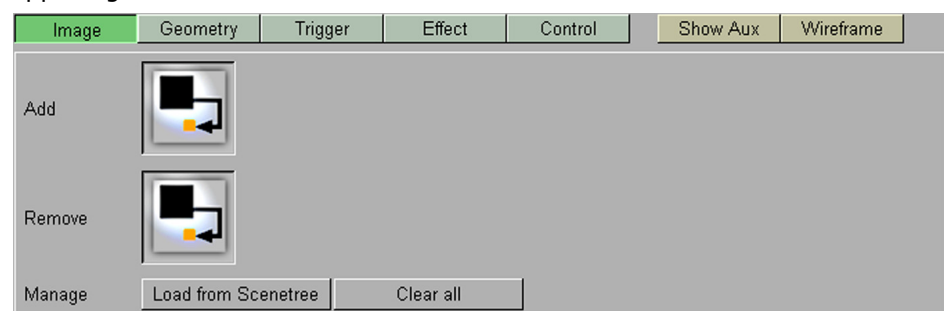 Image Geometry Trigger Effect Control Show Aux Wireframe
Add
Remove
Manage Load from Scenetree Clear all